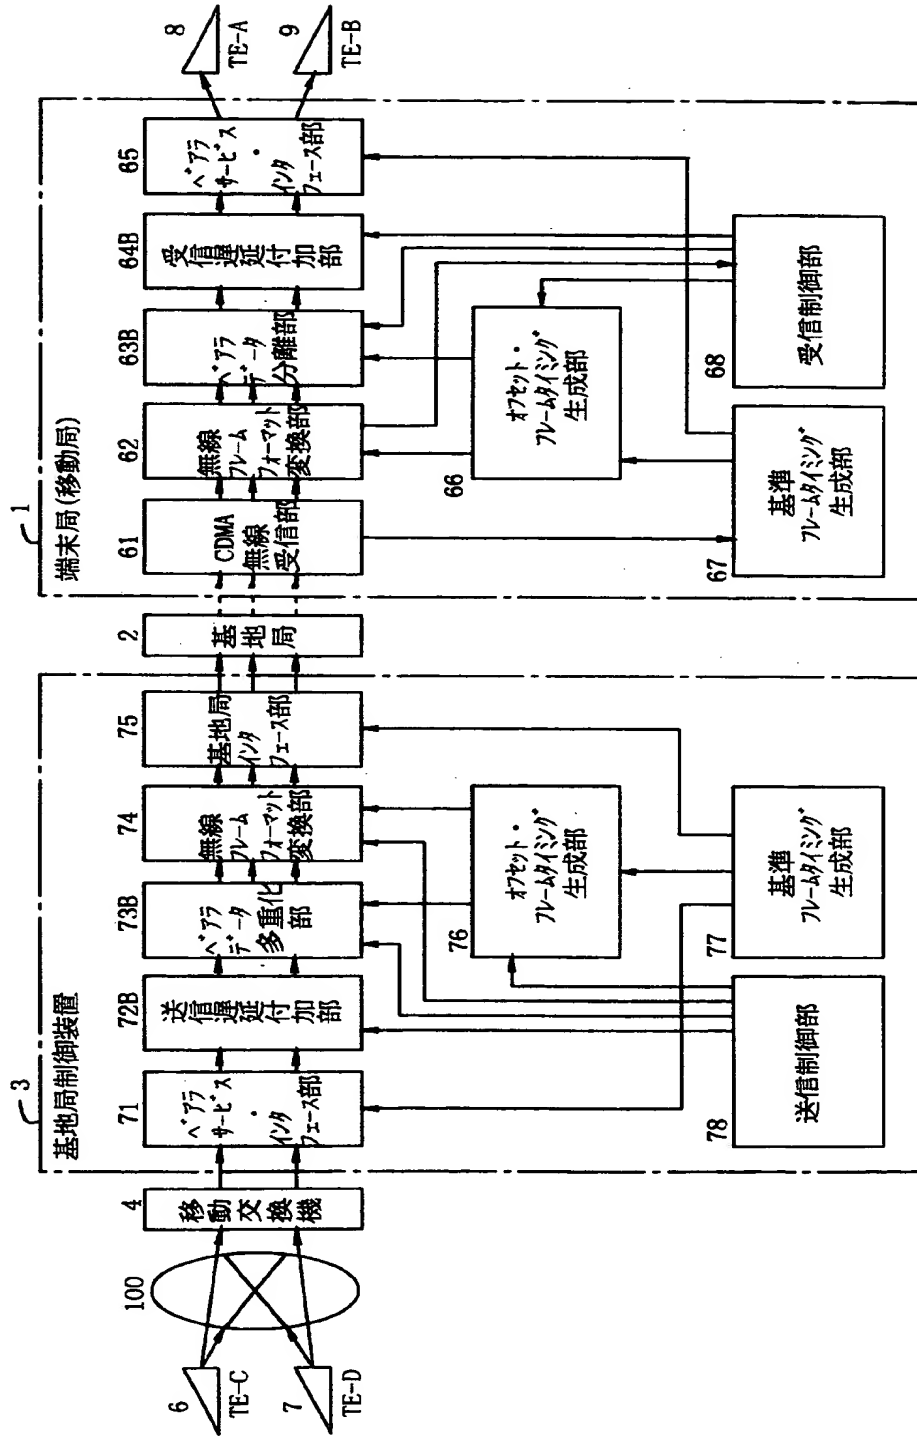 6
TE-C
7
TE-D
100
4
移動交換機
3
基地局制御装置
71
ベアラ
サービス
・
インタ
フェース部
72B
送信遅延付加部
73B
ベアラ
データ
多重化
部
74
無線
フレーム
フォーマット
変換部
75
基地局
インタ
フェース部
76
オフセット・
フレームタイミング
生成部
78
送信制御部
77
基準
フレームタイミング
生成部
2
基地局
1
端末局(移動局)
61
CDMA
無線
受信部
62
無線
フレーム
フォーマット
変換部
63B
ベアラ
データ
分離部
64B
受信遅延付加部
65
ベアラ
サービス
・
インタ
フェース部
66
オフセット・
フレームタイミング
生成部
67
基準
フレームタイミング
生成部
68
受信制御部
8
TE-A
9
TE-B